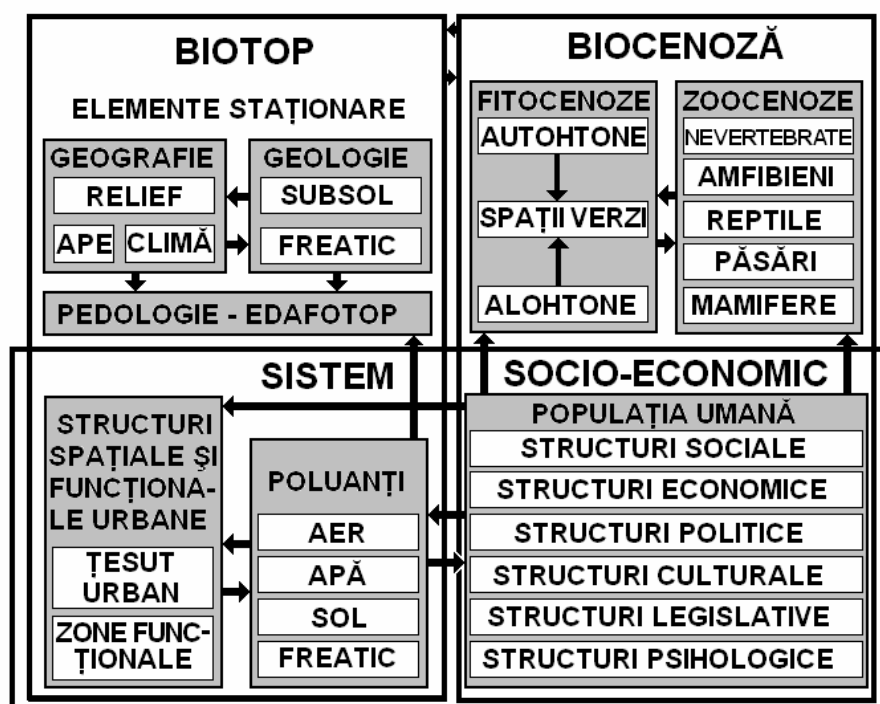 BIOTOP
ELEMENTE STAȚIONARE
GEOGRAFIE
RELIEF
APE
CLIMĂ
GEOLOGIE
SUBSOL
FREATIC
PEDOLOGIE - EDAFOTOP
BIOCENOZĂ
FITOCENOZE
AUTOHTONE
SPAȚII VERZI
ALOHTONE
ZOOCENOZE
NEVERTEBRATE
AMFIBIENI
REPTILE
PĂSĂRI
MAMIFERE
SISTEM SOCIO-ECONOMIC
STRUCTURI
SPAȚIALE ŞI
FUNCȚIONA-
LE URBANE
ȚESUT
URBAN
ZONE FUNC-
ȚIONALE
POLUANȚI
AER
APĂ
SOL
FREATIC
POPULAȚIA UMANĂ
STRUCTURI SOCIALE
STRUCTURI ECONOMICE
STRUCTURI POLITICE
STRUCTURI CULTURALE
STRUCTURI LEGISLATIVE
STRUCTURI PSIHOLOGICE